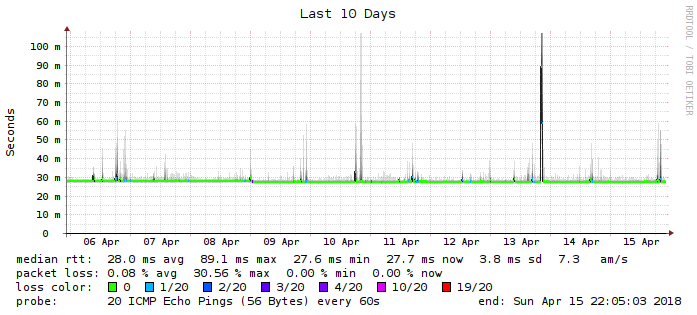 Last 10 Days
RRDTOOL / TOBI OETIKER
Seconds
100 m
90 m
80 m
70 m
60 m
50 m
40 m
30 m
20 m
10 m
0
06 Apr 07 Apr 08 Apr 09 Apr 10 Apr 11 Apr 12 Apr 13 Apr 14 Apr 15 Apr
median rtt: 28.0 ms avg 89.1 ms max 27.6 ms min 27.7 ms now 3.8 ms sd 7.3 am/s
packet loss: 0.08 % avg 30.56 % max 0.00 % min 0.00 % now
loss color: 0 1/20 2/20 3/20 4/20 10/20 19/20
probe: 20 ICMP Echo Pings (56 Bytes) every 60s end: Sun Apr 15 22:05:03 2018